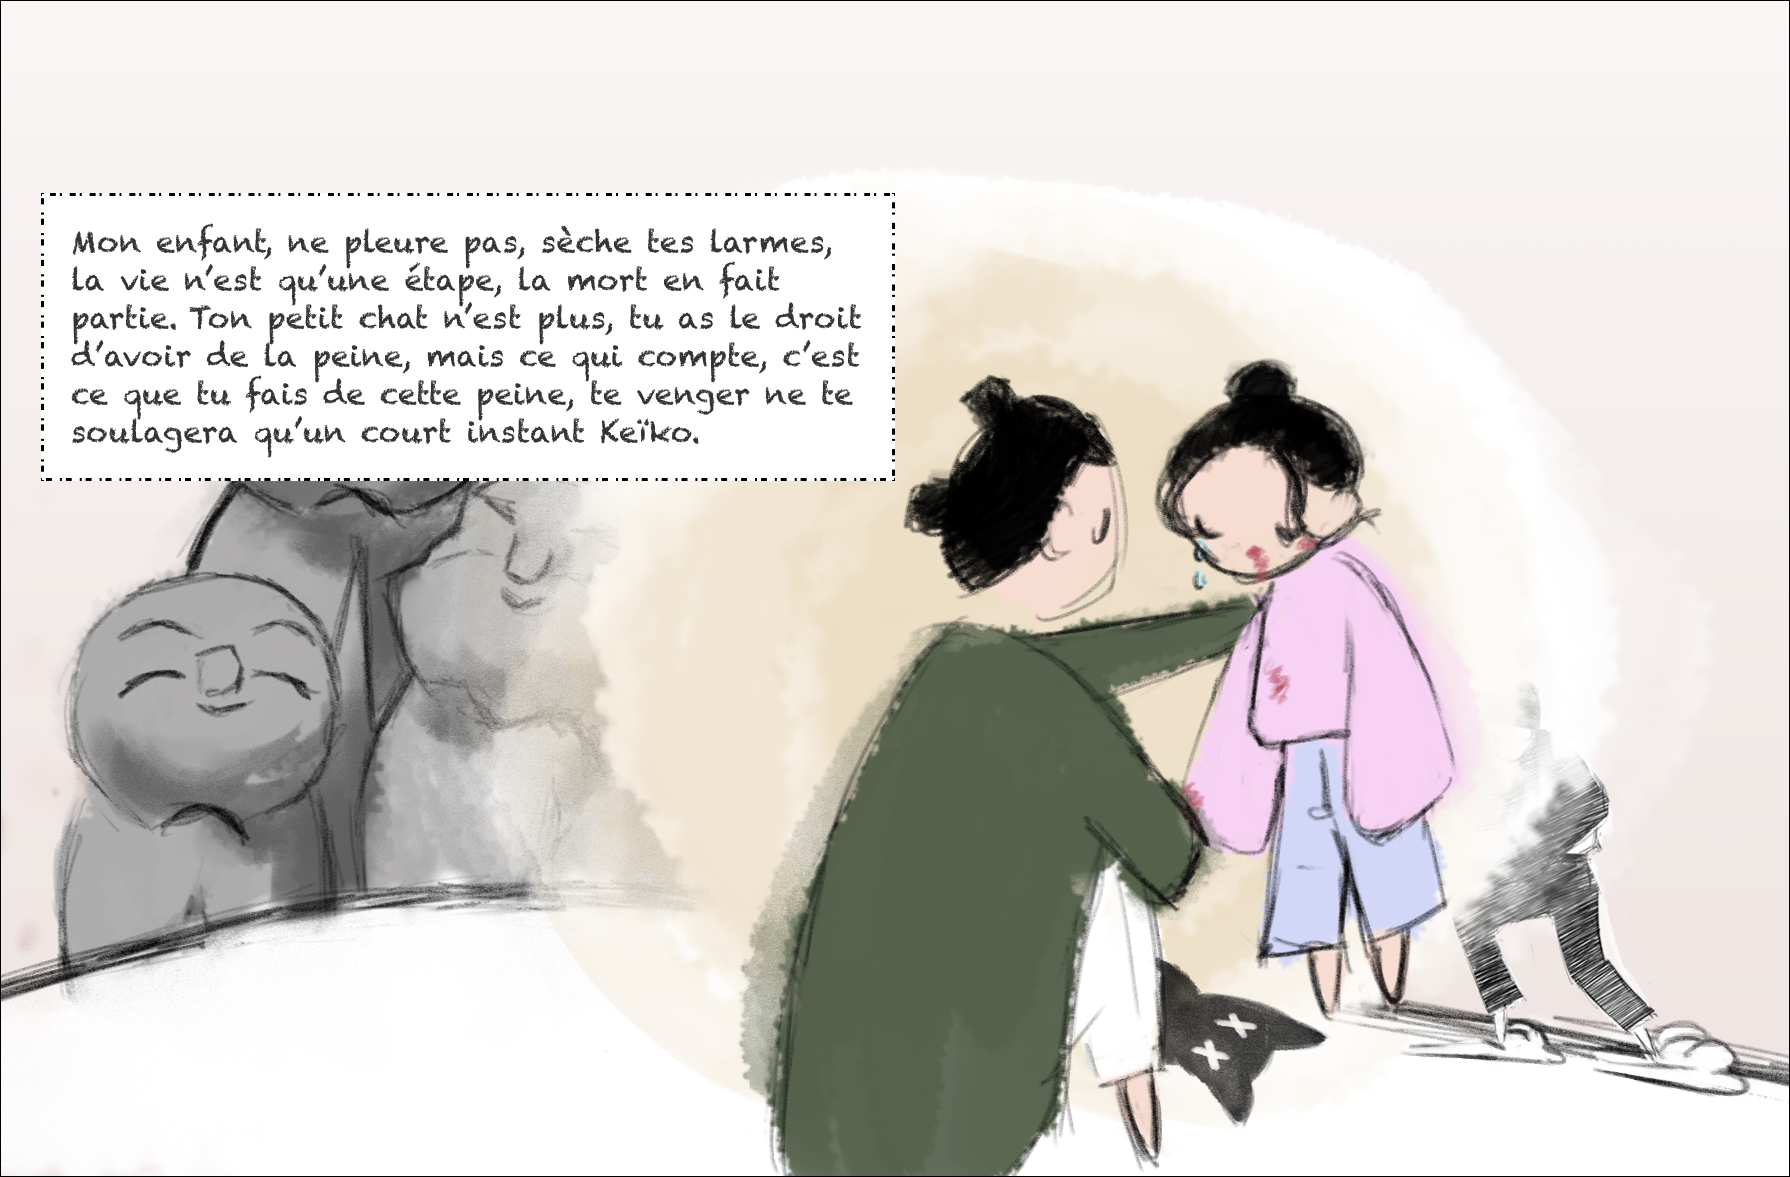 Mon enfant, ne pleure pas, sèche tes larmes,
la vie n'est qu'une étape, la mort en fait
partie. Ton petit chat n'est plus, tu as le droit
d'avoir de la peine, mais ce qui compte, c'est
ce que tu fais de cette peine, te venger ne te
soulagera qu'un court instant Keïko.